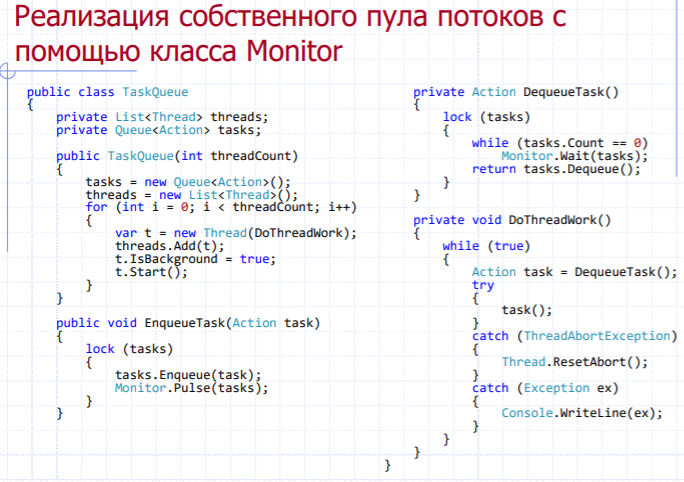 Реализация собственного пула потоков с
помощью класса Monitor
public class TaskQueue
{
    private List<Thread> threads;
    private Queue<Action> tasks;

    public TaskQueue(int threadCount)
    {
        tasks = new Queue<Action>();
        threads = new List<Thread>();
        for (int i = 0; i < threadCount; i++)
        {
            var t = new Thread(DoThreadWork);
            threads.Add(t);
            t.IsBackground = true;
            t.Start();
        }
    }

    public void EnqueueTask(Action task)
    {
        lock (tasks)
        {
            tasks.Enqueue(task);
            Monitor.Pulse(tasks);
        }
    }

    private Action DequeueTask()
    {
        lock (tasks)
        {
            while (tasks.Count == 0)
                Monitor.Wait(tasks);
            return tasks.Dequeue();
        }
    }

    private void DoThreadWork()
    {
        while (true)
        {
            Action task = DequeueTask();
            try
            {
                task();
            }
            catch (ThreadAbortException)
            {
                Thread.ResetAbort();
            }
            catch (Exception ex)
            {
                Console.WriteLine(ex);
            }
        }
    }
}